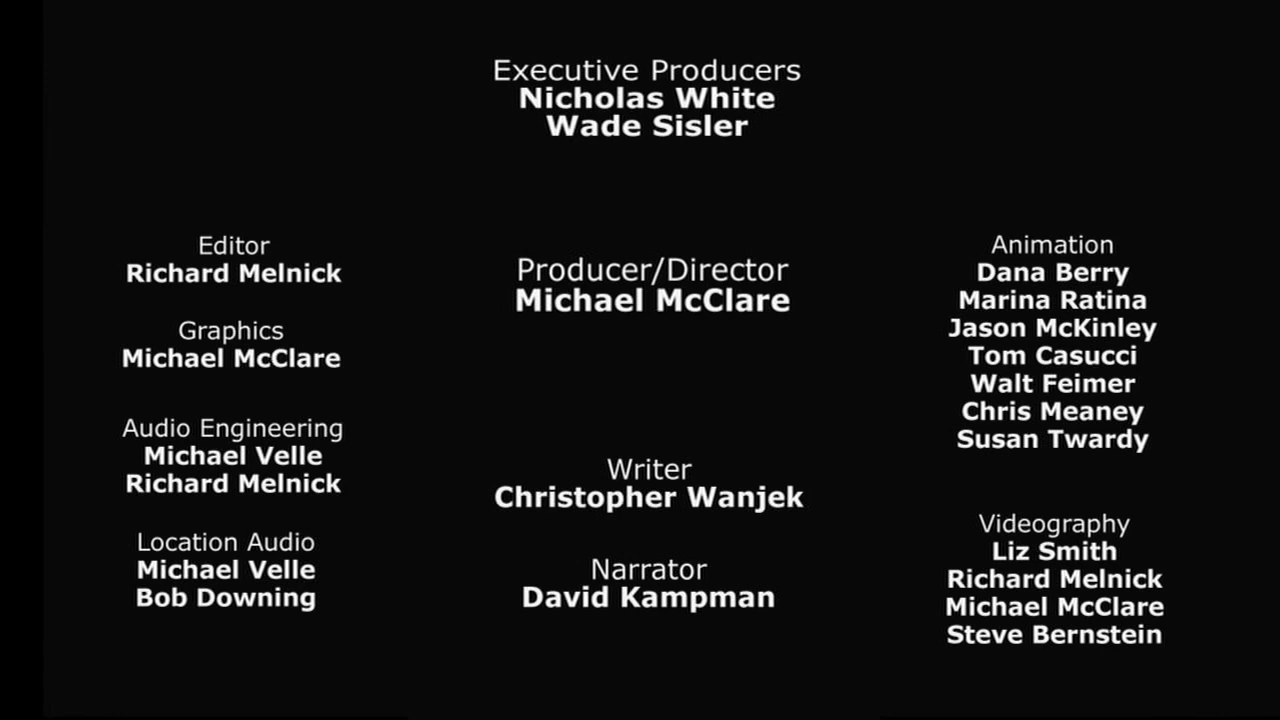 Executive Producers
Nicholas White
Wade Sisler
Editor
Richard Melnick
Graphics
Michael McClare
Audio Engineering
Michael Velle
Richard Melnick
Location Audio
Michael Velle
Bob Downing
Producer/Director
Michael McClare
Writer
Christopher Wanjek
Narrator
David Kampman
Animation
Dana Berry
Marina Ratina
Jason McKinley
Tom Casucci
Walt Feimer
Chris Meaney
Susan Twardy
Videography
Liz Smith
Richard Melnick
Michael McClare
Steve Bernstein